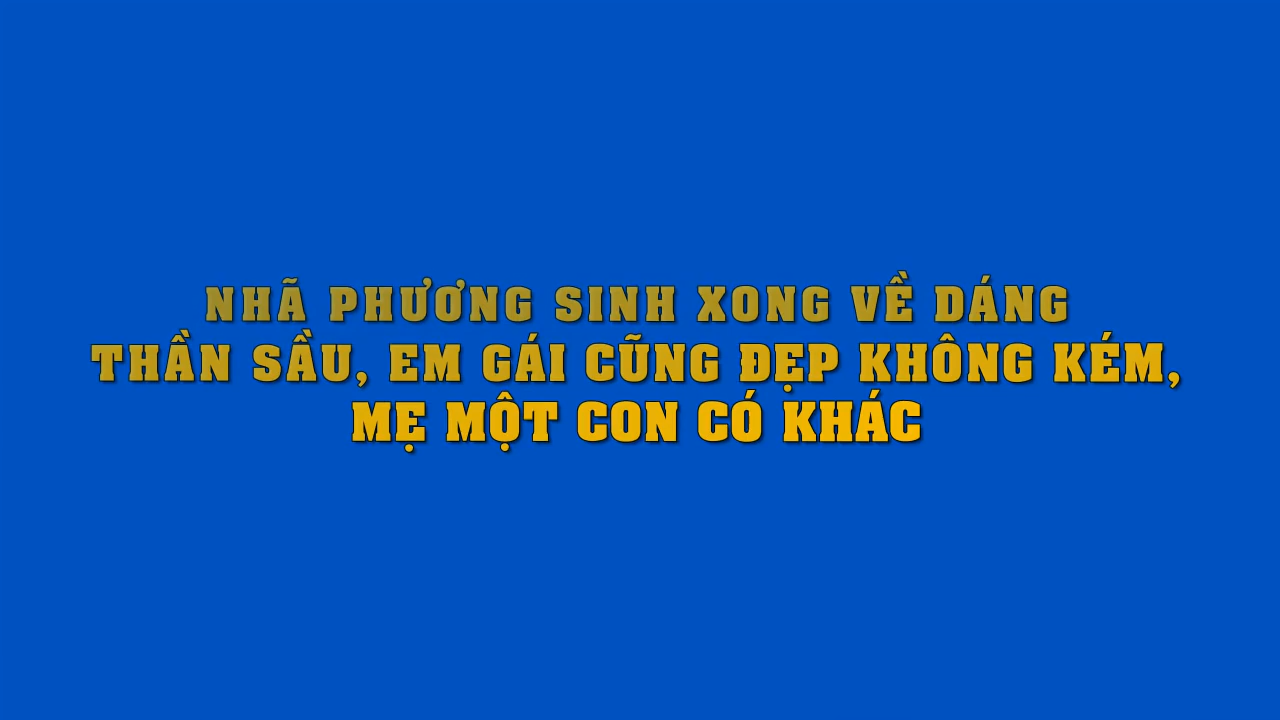 NHÃ PHƯƠNG SINH XONG VỀ DÁNG
THẦN SẦU, EM GÁI CŨNG ĐẸP KHÔNG KÉM,
MẸ MỘT CON CÓ KHÁC